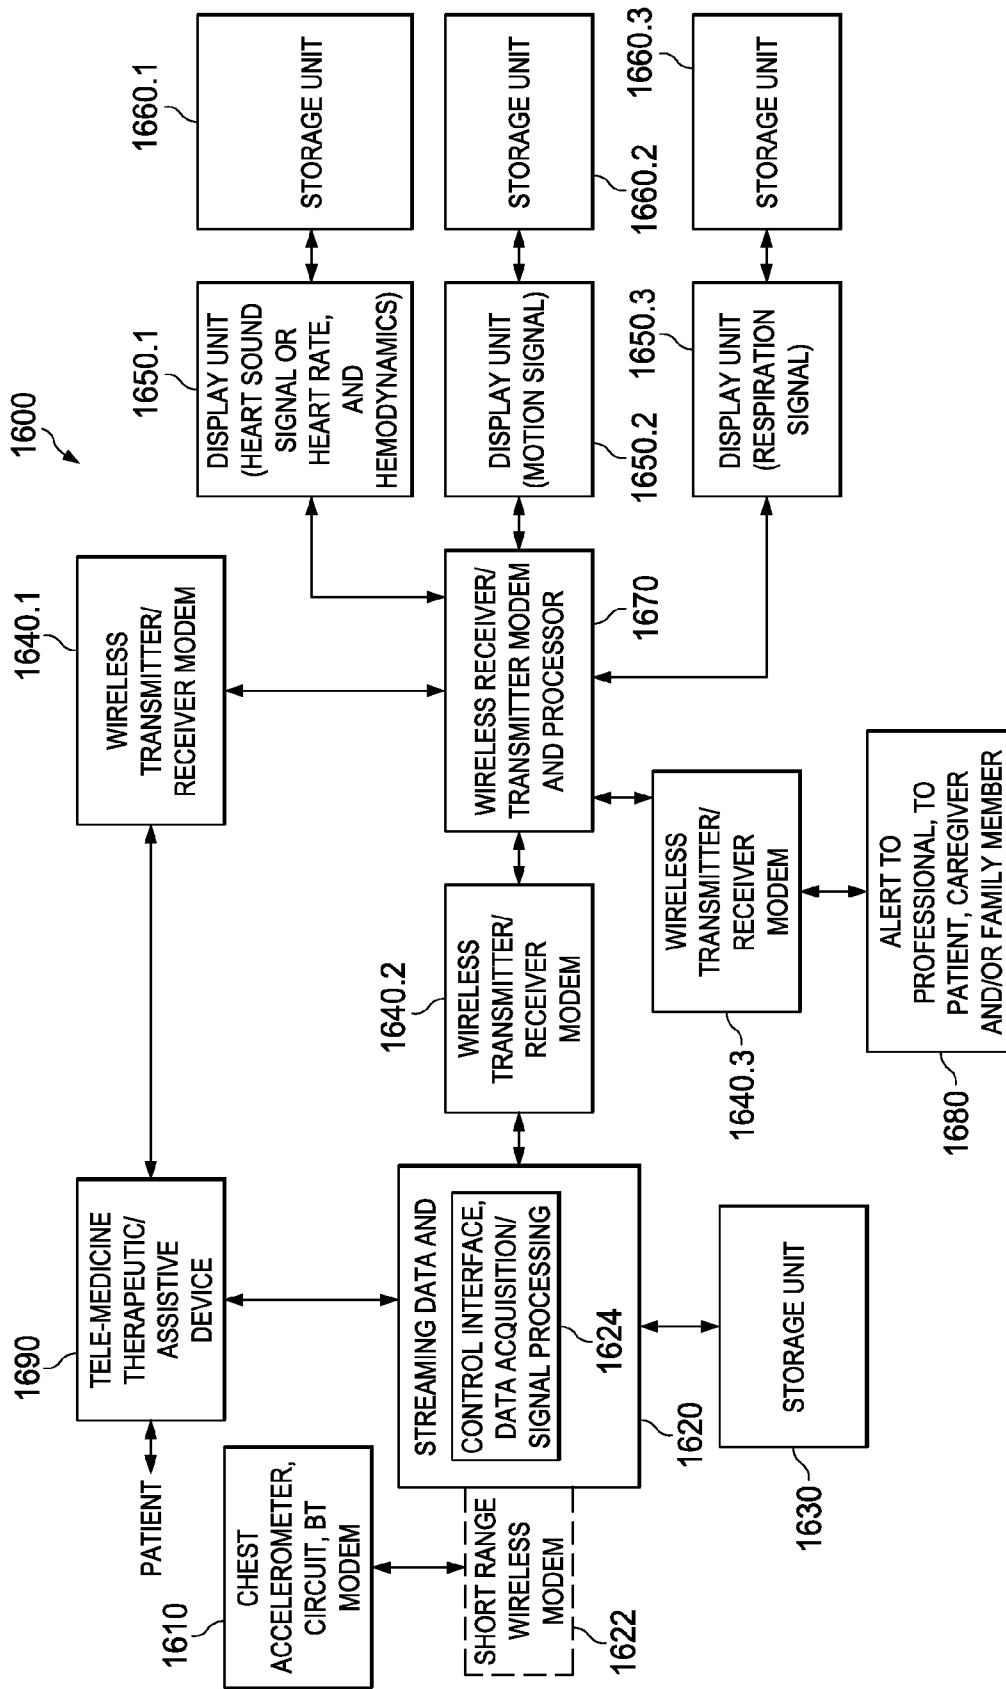 1600
PATIENT
1690
TELE-MEDICINE
THERAPEUTIC/
ASSISTIVE
DEVICE
1640.1
WIRELESS
TRANSMITTER/
RECEIVER MODEM
1650.1
DISPLAY UNIT
(HEART SOUND
SIGNAL OR
HEART RATE,
AND
HEMODYNAMICS)
1660.1
STORAGE UNIT
1610
CHEST
ACCELEROMETER,
CIRCUIT, BT
MODEM
SHORT RANGE
WIRELESS
MODEM
1622
STREAMING DATA AND
CONTROL INTERFACE,
DATA ACQUISITION/
SIGNAL PROCESSING
1624
1620
1640.2
WIRELESS
TRANSMITTER/
RECEIVER
MODEM
WIRELESS RECEIVER/
TRANSMITTER MODEM
AND PROCESSOR
1670
DISPLAY UNIT
(MOTION SIGNAL)
1650.2
STORAGE UNIT
1660.2
STORAGE UNIT
1630
WIRELESS
TRANSMITTER/
RECEIVER
MODEM
1640.3
1650.3
DISPLAY UNIT
(RESPIRATION
SIGNAL)
1660.3
STORAGE UNIT
ALERT TO
PROFESSIONAL, TO
PATIENT, CAREGIVER
AND/OR FAMILY MEMBER
1680